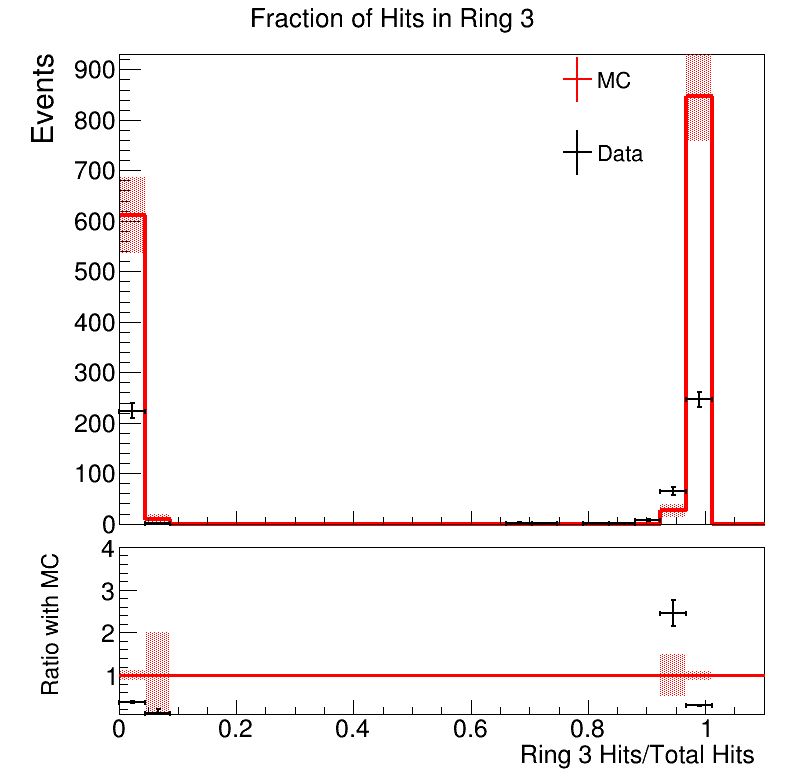 Fraction of Hits in Ring 3
Events
900
800
700
600
500
400
300
200
100
0
MC
Data
Ratio with MC
4
3
2
1
0 0.2 0.4 0.6 0.8 1
Ring 3 Hits/Total Hits